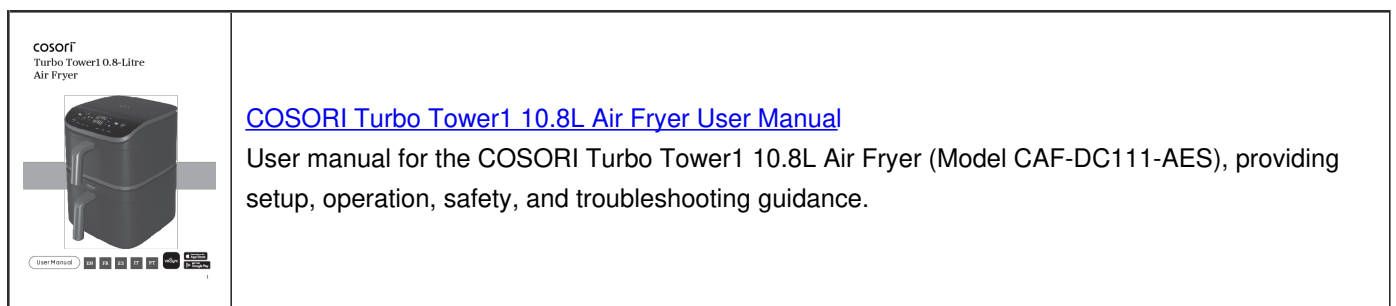 cosori
Turbo Tower1 0.8-Litre
Air Fryer
User Manual
EN FR ES IT PT
1
COSORI Turbo Tower1 10.8L Air Fryer User Manual
User manual for the COSORI Turbo Tower1 10.8L Air Fryer (Model CAF-DC111-AES), providing
setup, operation, safety, and troubleshooting guidance.